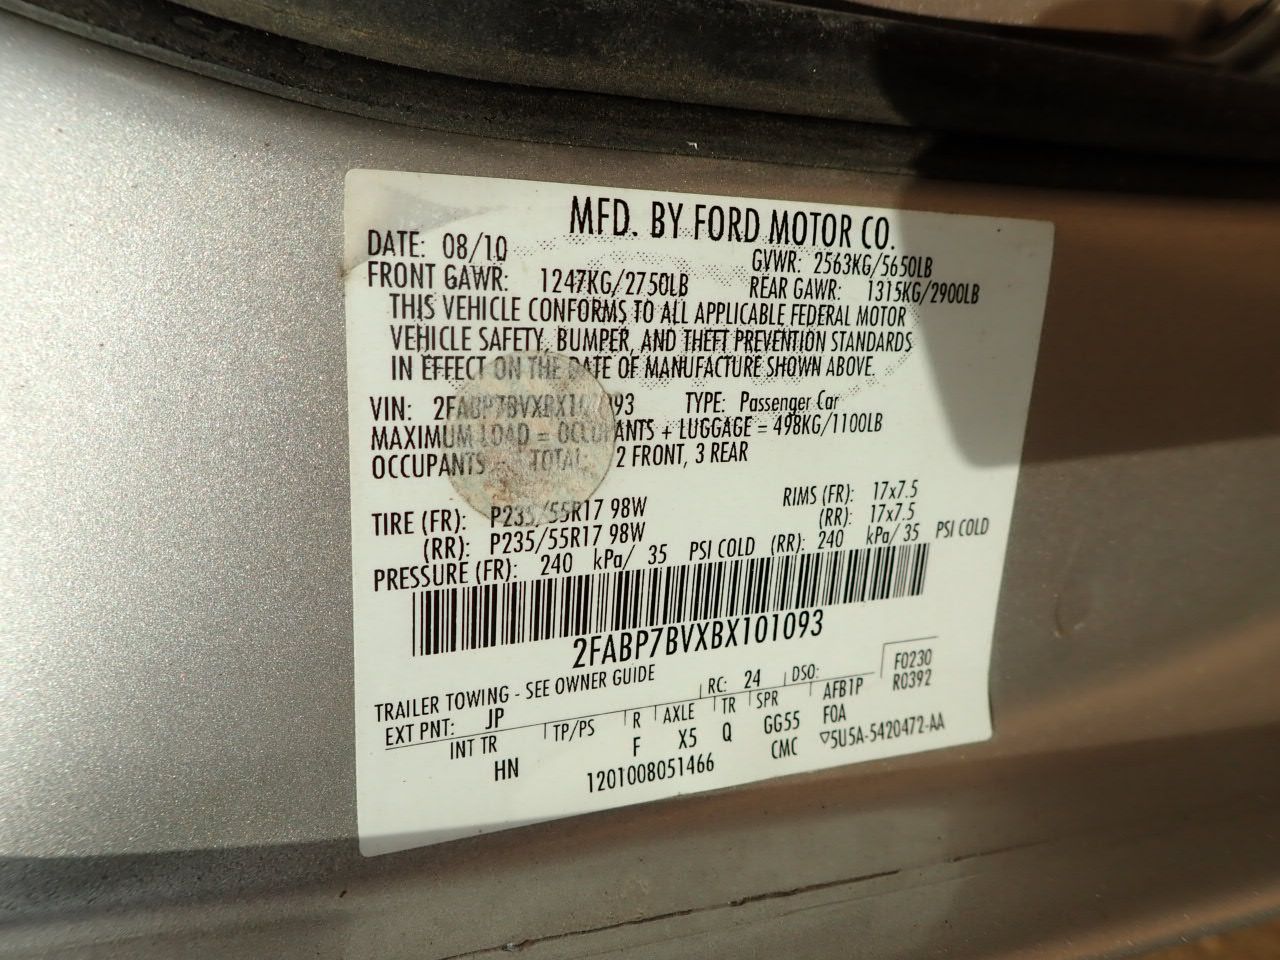 MFD. BY FORD MOTOR CO.
DATE: 08/10 GVWR: 2563KG/5650LB
FRONT GAWR: 1247KG/2750LB REAR GAWR: 1315KG/2900LB
THIS VEHICLE CONFORMS TO ALL APPLICABLE FEDERAL MOTOR
VEHICLE SAFETY, BUMPER, AND THEFT PREVENTION STANDARDS
IN EFFECT ON THE DATE OF MANUFACTURE SHOWN ABOVE.
VIN: 2FABP7BVXBX101093 TYPE: Passenger Car
MAXIMUM LOAD = OCCUPANTS + LUGGAGE = 498KG/1100LB
OCCUPANTS TOTAL: 2 FRONT, 3 REAR
TIRE (FR): P235/55R17 98W RIMS (FR): 17x7.5
(RR): P235/55R17 98W (RR): 17x7.5
PRESSURE (FR): 240 kPa/ 35 PSI COLD (RR): 240 kPa/ 35 PSI COLD
2FABP7BVXBX101093
TRAILER TOWING - SEE OWNER GUIDE
EXT PNT: JP RC: 24 DSO: F0230
R0392
INT TR TP/PS R AXLE TR SPR AFB1P
HN F X5 Q GG55 FOA
1201008051466 CMC ▽5U5A-5420472-AA